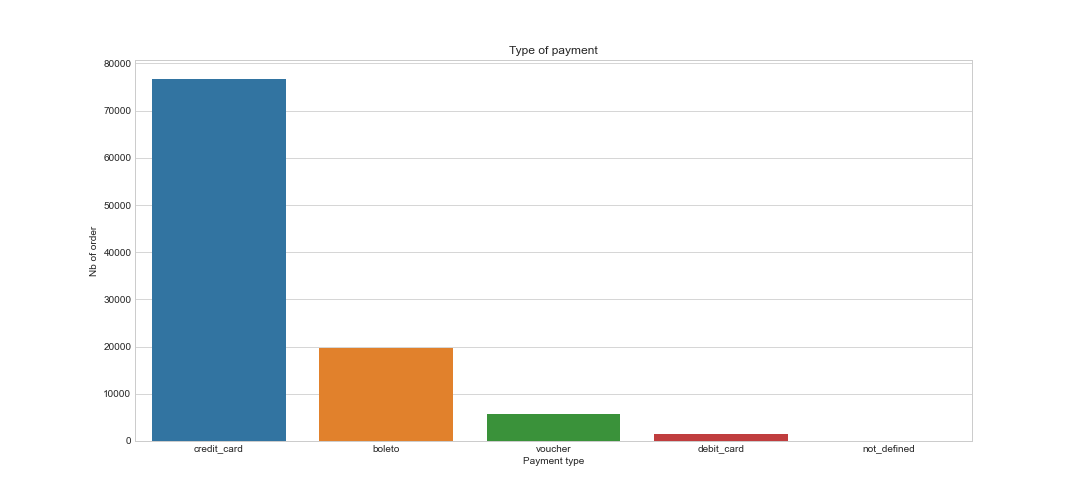 Type of payment
80000
70000
60000
50000
40000
30000
20000
10000
0
Nb of order
credit_card boleto voucher debit_card not_defined
Payment type